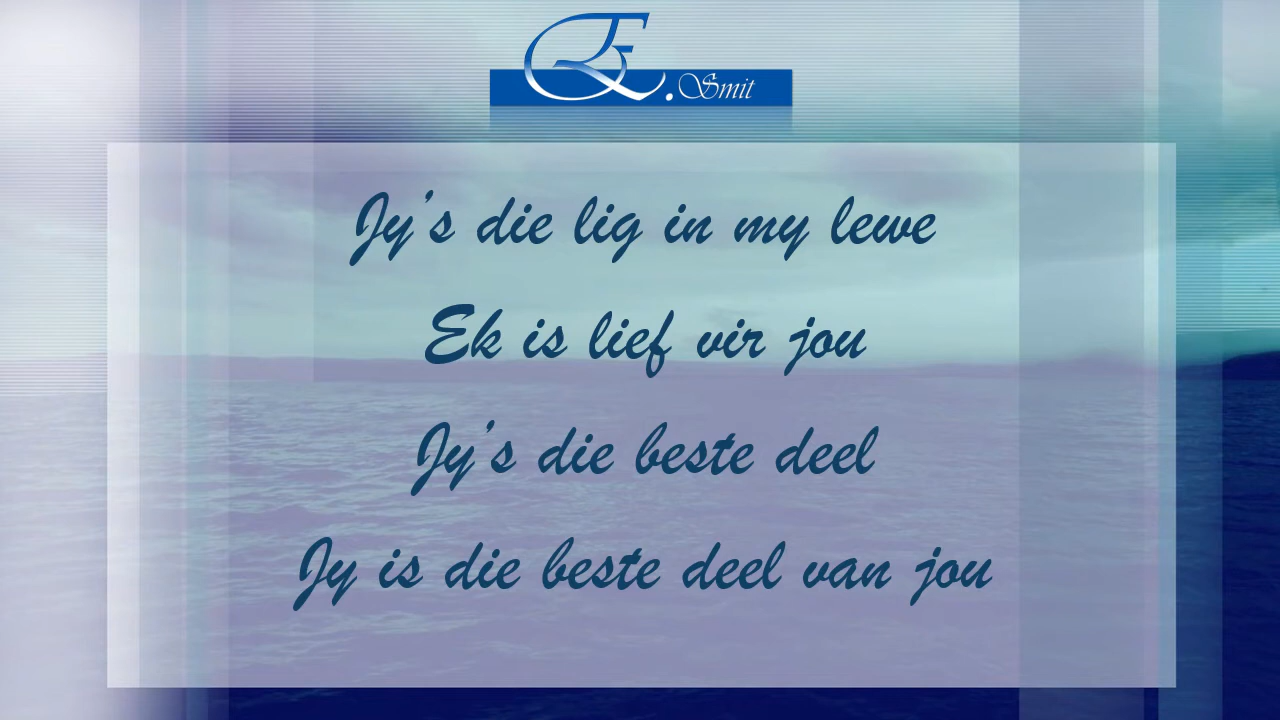 E. Smit
Jy's die lig in my lewe
Ek is lief vir jou
Jy's die beste deel
Jy is die beste deel van jou